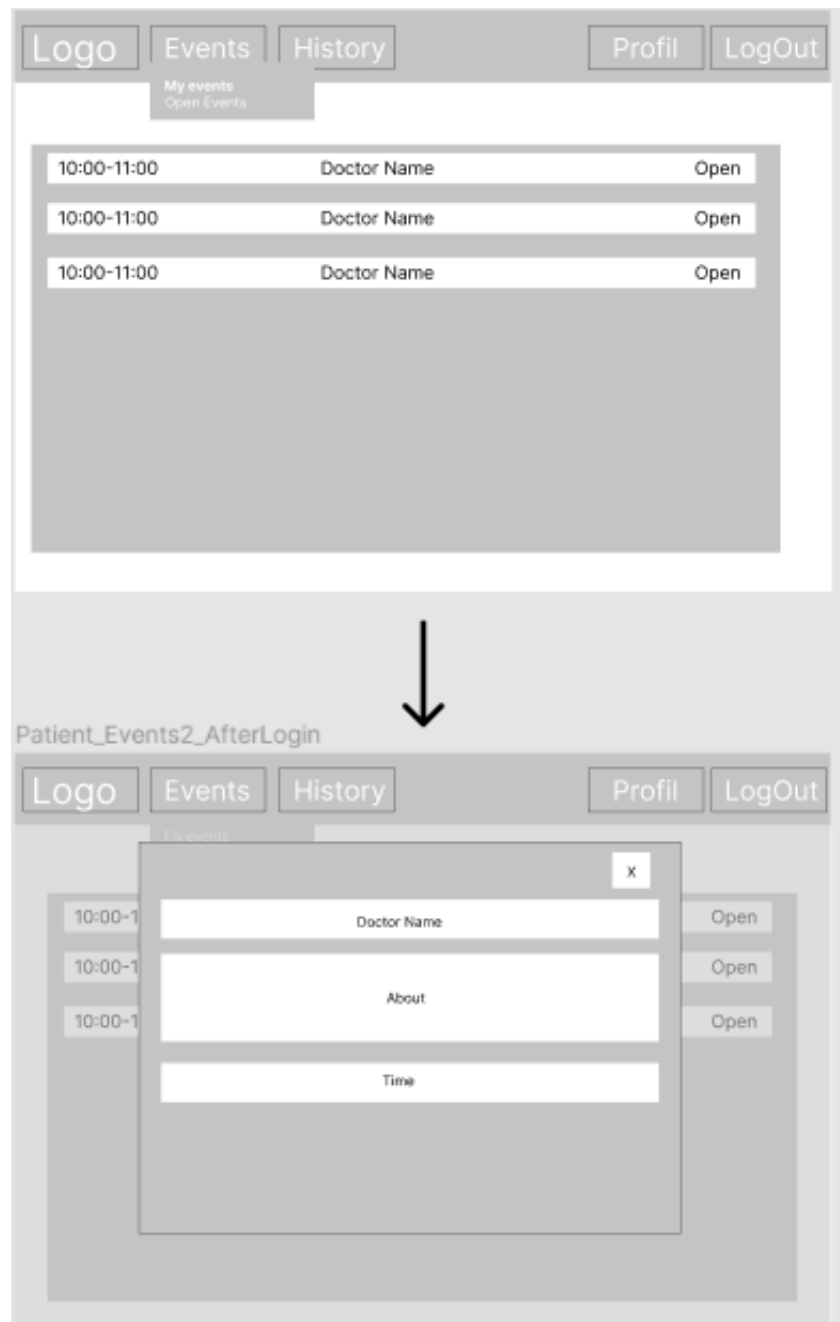 Logo Events History Profil LogOut
My events
Open Events
10:00-11:00 Doctor Name Open
10:00-11:00 Doctor Name Open
10:00-11:00 Doctor Name Open
Patient_Events2_AfterLogin
Logo Events History Profil LogOut
Fix events
x
10:00-1 Doctor Name Open
10:00-1 About Open
10:00-1 Open
Time